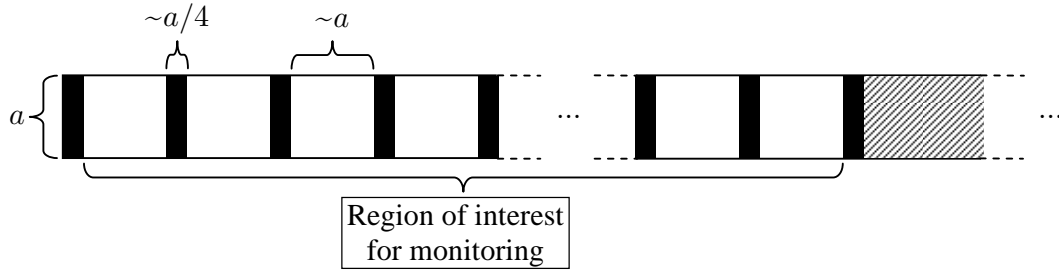 ~a/4
~a
a
...
...
Region of interest
for monitoring